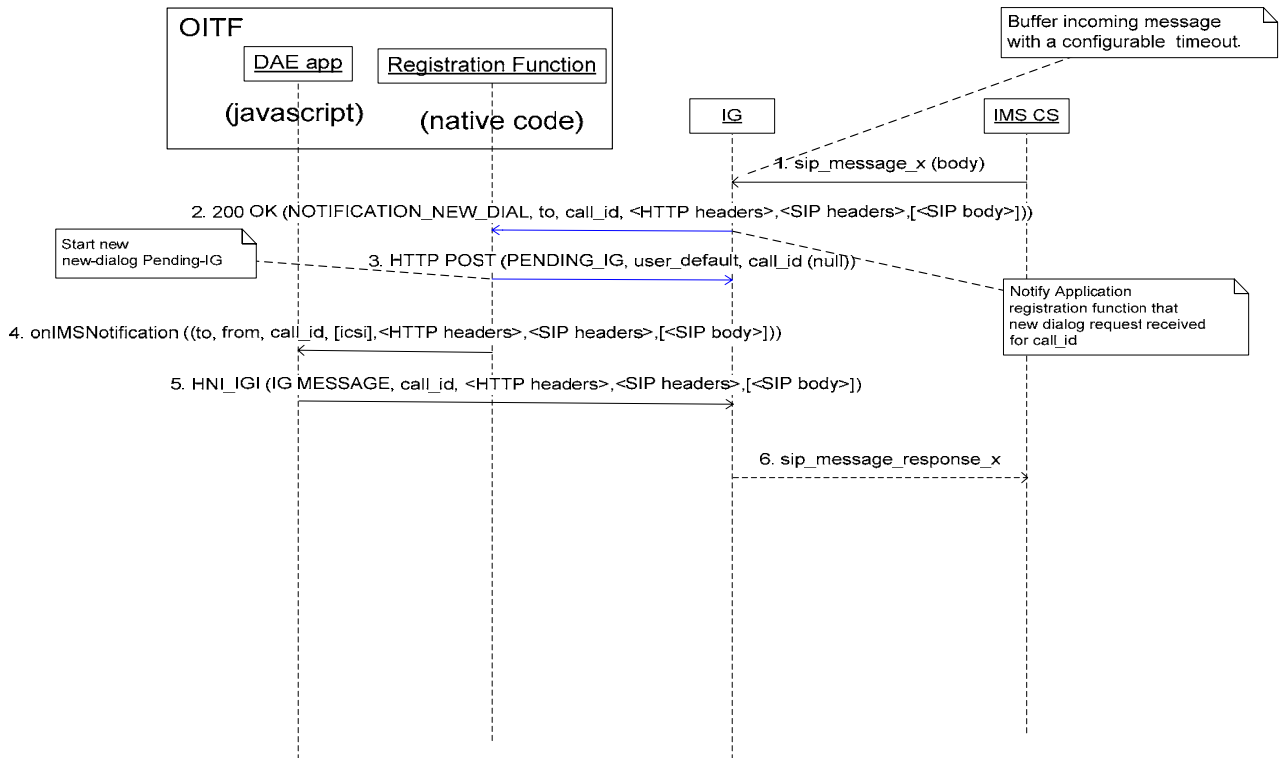 OITF
DAE app
Registration Function
(javascript)
(native code)
Buffer incoming message
with a configurable timeout.
IG
IMS CS
1. sip_message_x (body)
2. 200 OK (NOTIFICATION_NEW_DIAL, to, call_id, <HTTP headers>,<SIP headers>,[<SIP body>]))
Start new
new-dialog Pending-IG
3. HTTP POST (PENDING_IG, user_default, call_id (null))
Notify Application
registration function that
new dialog request received
for call_id
4. onIMSNotification ((to, from, call_id, [icsi],<HTTP headers>,<SIP headers>,[<SIP body>]))
5. HNI_IGI (IG MESSAGE, call_id, <HTTP headers>,<SIP headers>,[<SIP body>])
6. sip_message_response_x